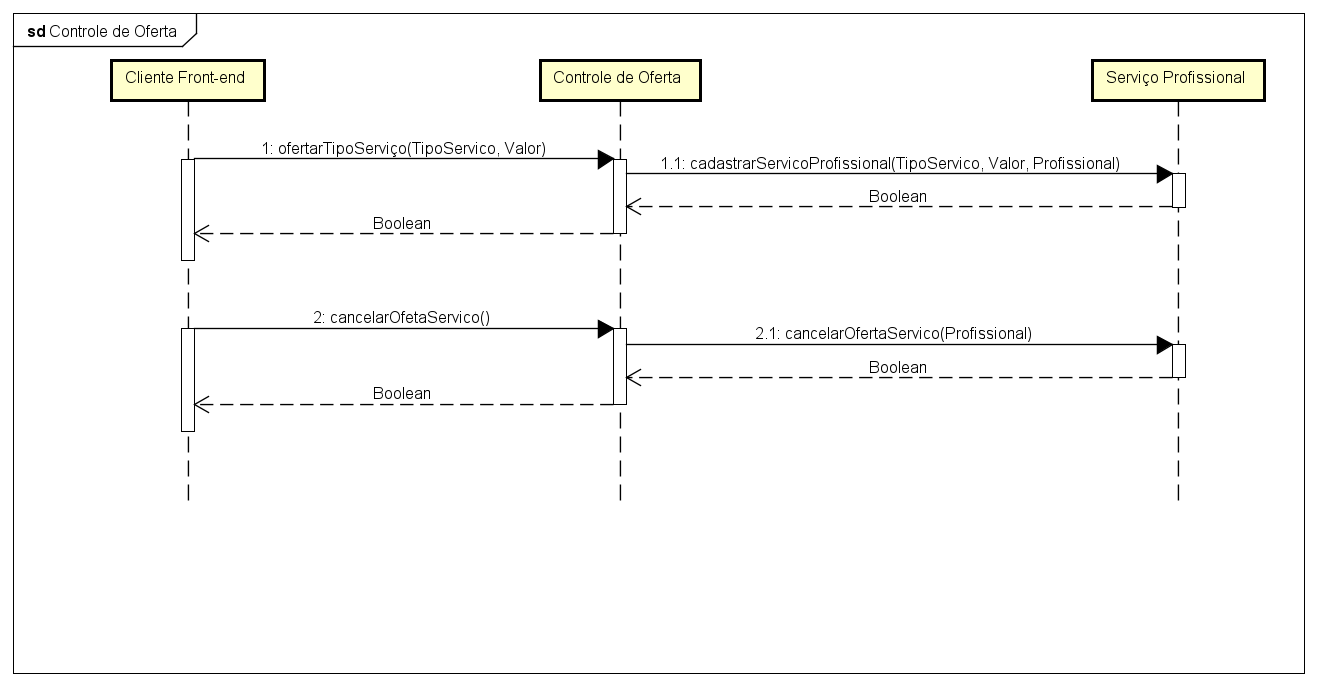 sd Controle de Oferta
Cliente Front-end
Controle de Oferta
Serviço Profissional
1: ofertarTipoServiço(TipoServico, Valor)
1.1: cadastrarServicoProfissional(TipoServico, Valor, Profissional)
Boolean
Boolean
2: cancelarOfetaServico()
2.1: cancelarOfertaServico(Profissional)
Boolean
Boolean